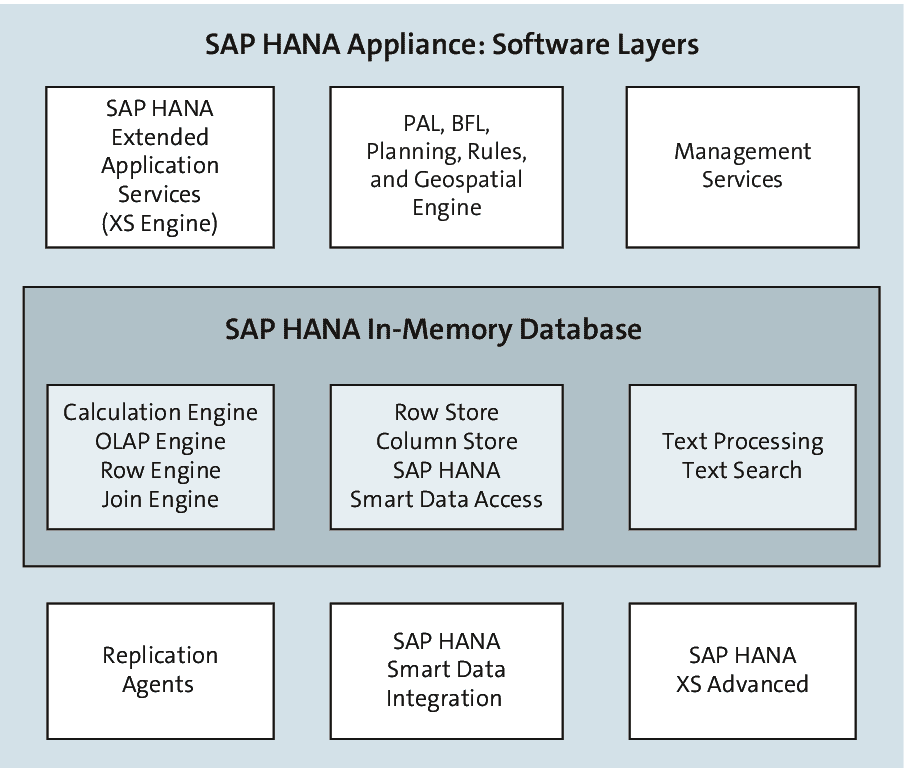 SAP HANA Appliance: Software Layers
SAP HANA
Extended
Application
Services
(XS Engine)
PAL, BFL,
Planning, Rules,
and Geospatial
Engine
Management
Services
SAP HANA In-Memory Database
Calculation Engine
OLAP Engine
Row Engine
Join Engine
Row Store
Column Store
SAP HANA
Smart Data Access
Text Processing
Text Search
Replication
Agents
SAP HANA
Smart Data
Integration
SAP HANA
XS Advanced